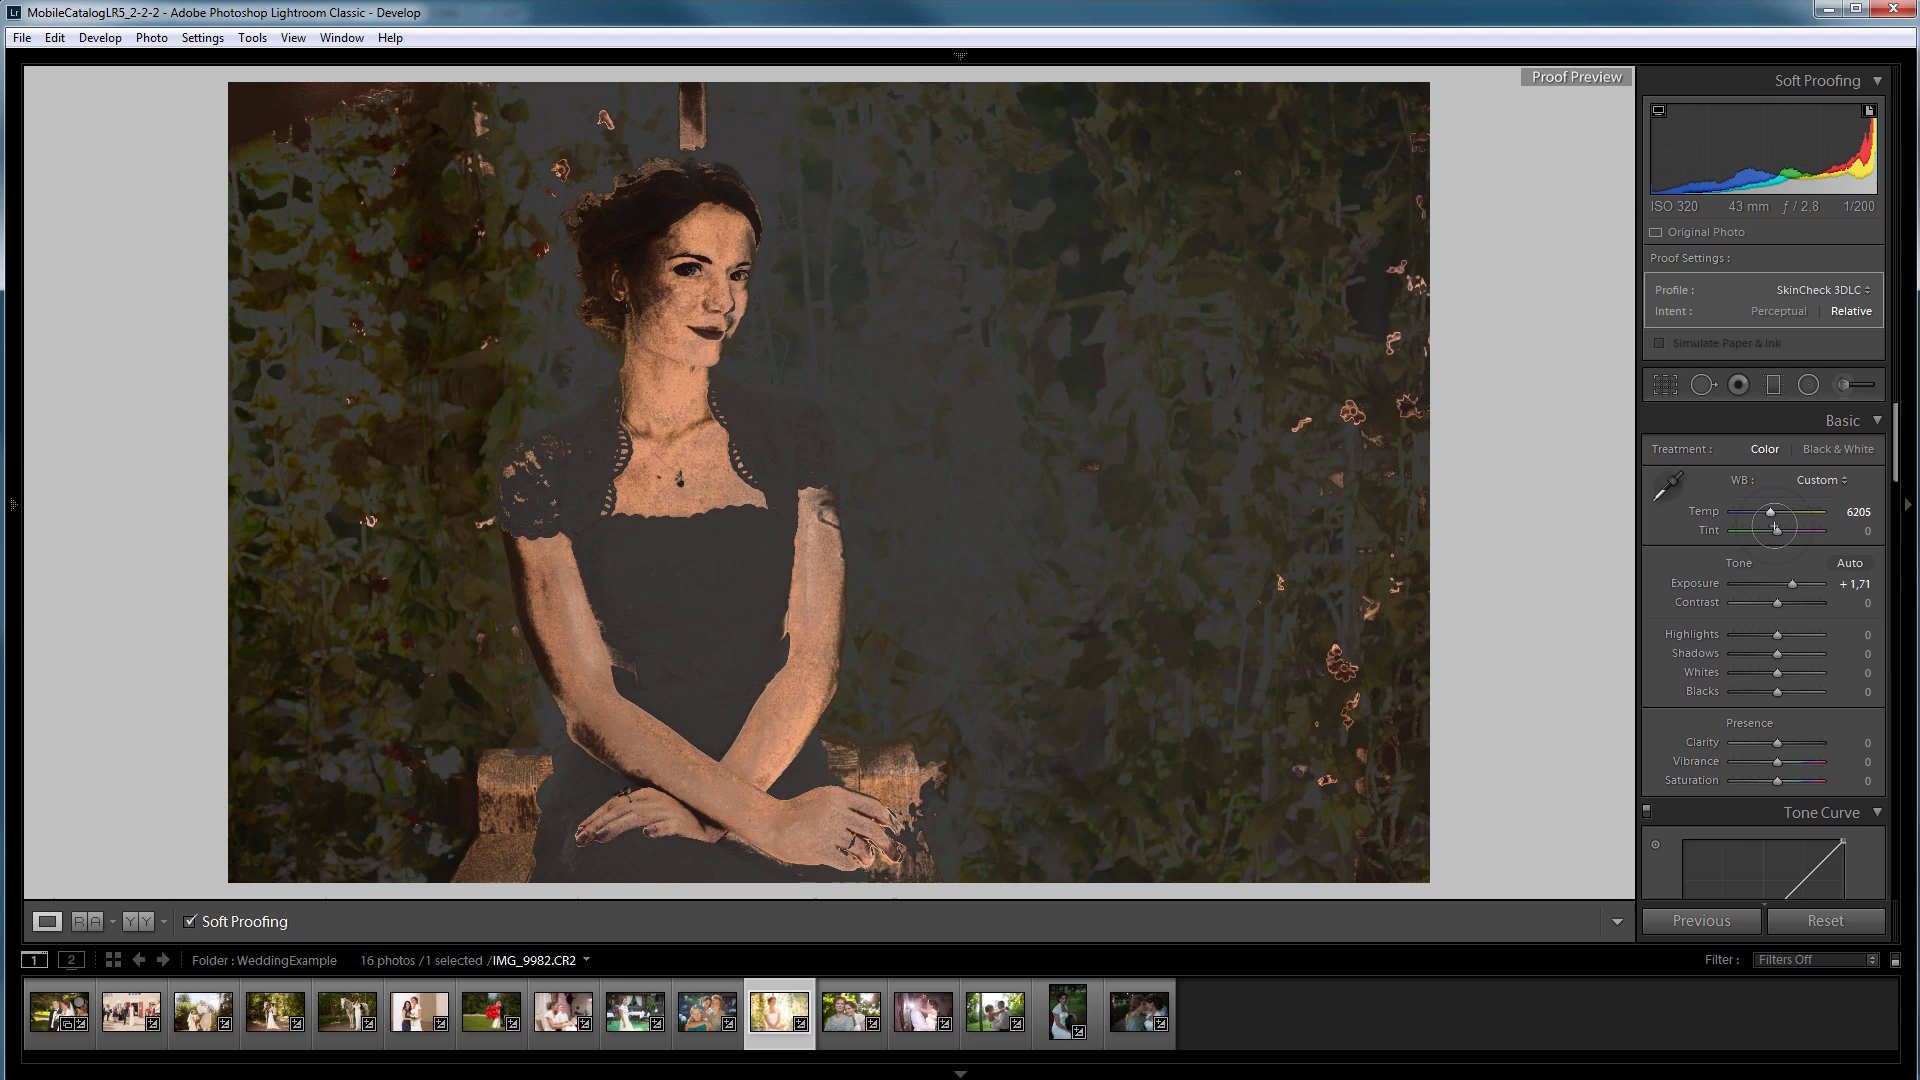 Lr MobileCatalogLR5_2-2-2 - Adobe Photoshop Lightroom Classic - Develop
File Edit Develop Photo Settings Tools View Window Help
Proof Preview
Soft Proofing
ISO 320 43 mm ƒ / 2,8 1/200
Original Photo
Proof Settings :
Profile : SkinCheck 3DLC
Intent : Perceptual | Relative
Simulate Paper & Ink
Basic
Treatment : Color | Black & White
WB : Custom
Temp 6205
Tint 0
Tone Auto
Exposure + 1,71
Contrast 0
Highlights 0
Shadows 0
Whites 0
Blacks 0
Presence
Clarity 0
Vibrance 0
Saturation 0
Tone Curve
R A Y Y Soft Proofing
Previous Reset
1 2 Folder : WeddingExample 16 photos /1 selected /IMG_9982.CR2
Filter : Filters Off